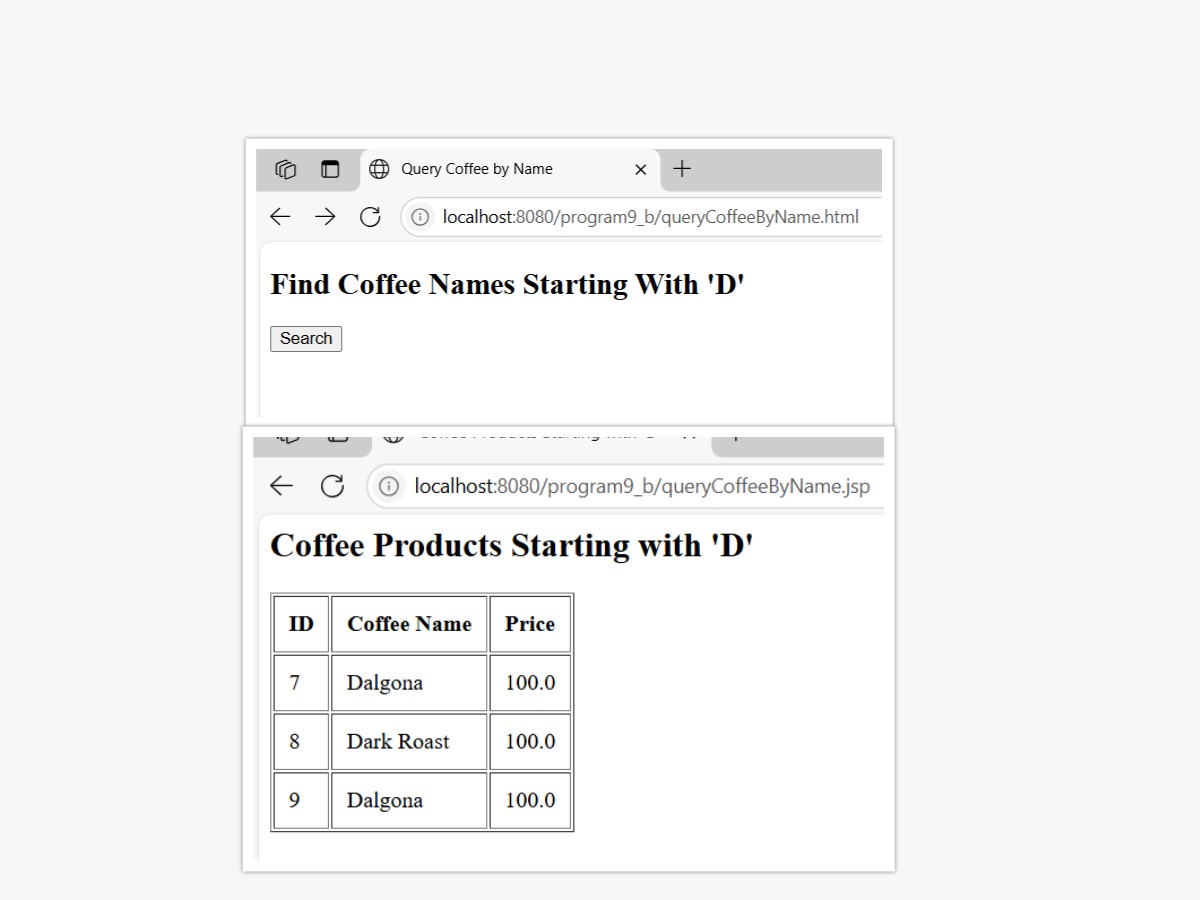 Query Coffee by Name
localhost:8080/program9_b/queryCoffeeByName.html
Find Coffee Names Starting With 'D'
Search
localhost:8080/program9_b/queryCoffeeByName.jsp
Coffee Products Starting with 'D'
ID Coffee Name Price
7 Dalgona 100.0
8 Dark Roast 100.0
9 Dalgona 100.0